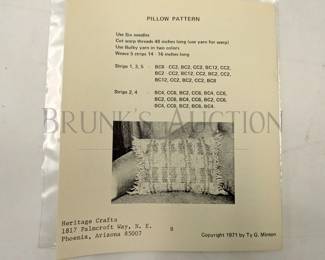 PILLOW PATTERN
Use Six needles
Cut warp threads 48 inches long (use yarn for warp)
Use Bulky yarn in two colors
Weave 5 strips 14 - 16 inches long
Strips 1, 3, 5 - BC8 - CC2, BC2, CC2, BC12, CC2,
BC2 - CC2, BC12, CC2, BC2, CC2,
BC12, CC2, BC2, CC2, BC8
Strips 2, 4 - BC4, CC6, BC2, CC6, BC4, CC6,
BC2, CC6, BC4, CC6, BC2, CC6,
BC4, CC6, BC2, CC6, BC4.
BRUNK'S AUCTION
Heritage Crafts
1817 Palmcroft Way, N. E.
Phoenix, Arizona 85007
Copyright 1971 by Ty G. Minton